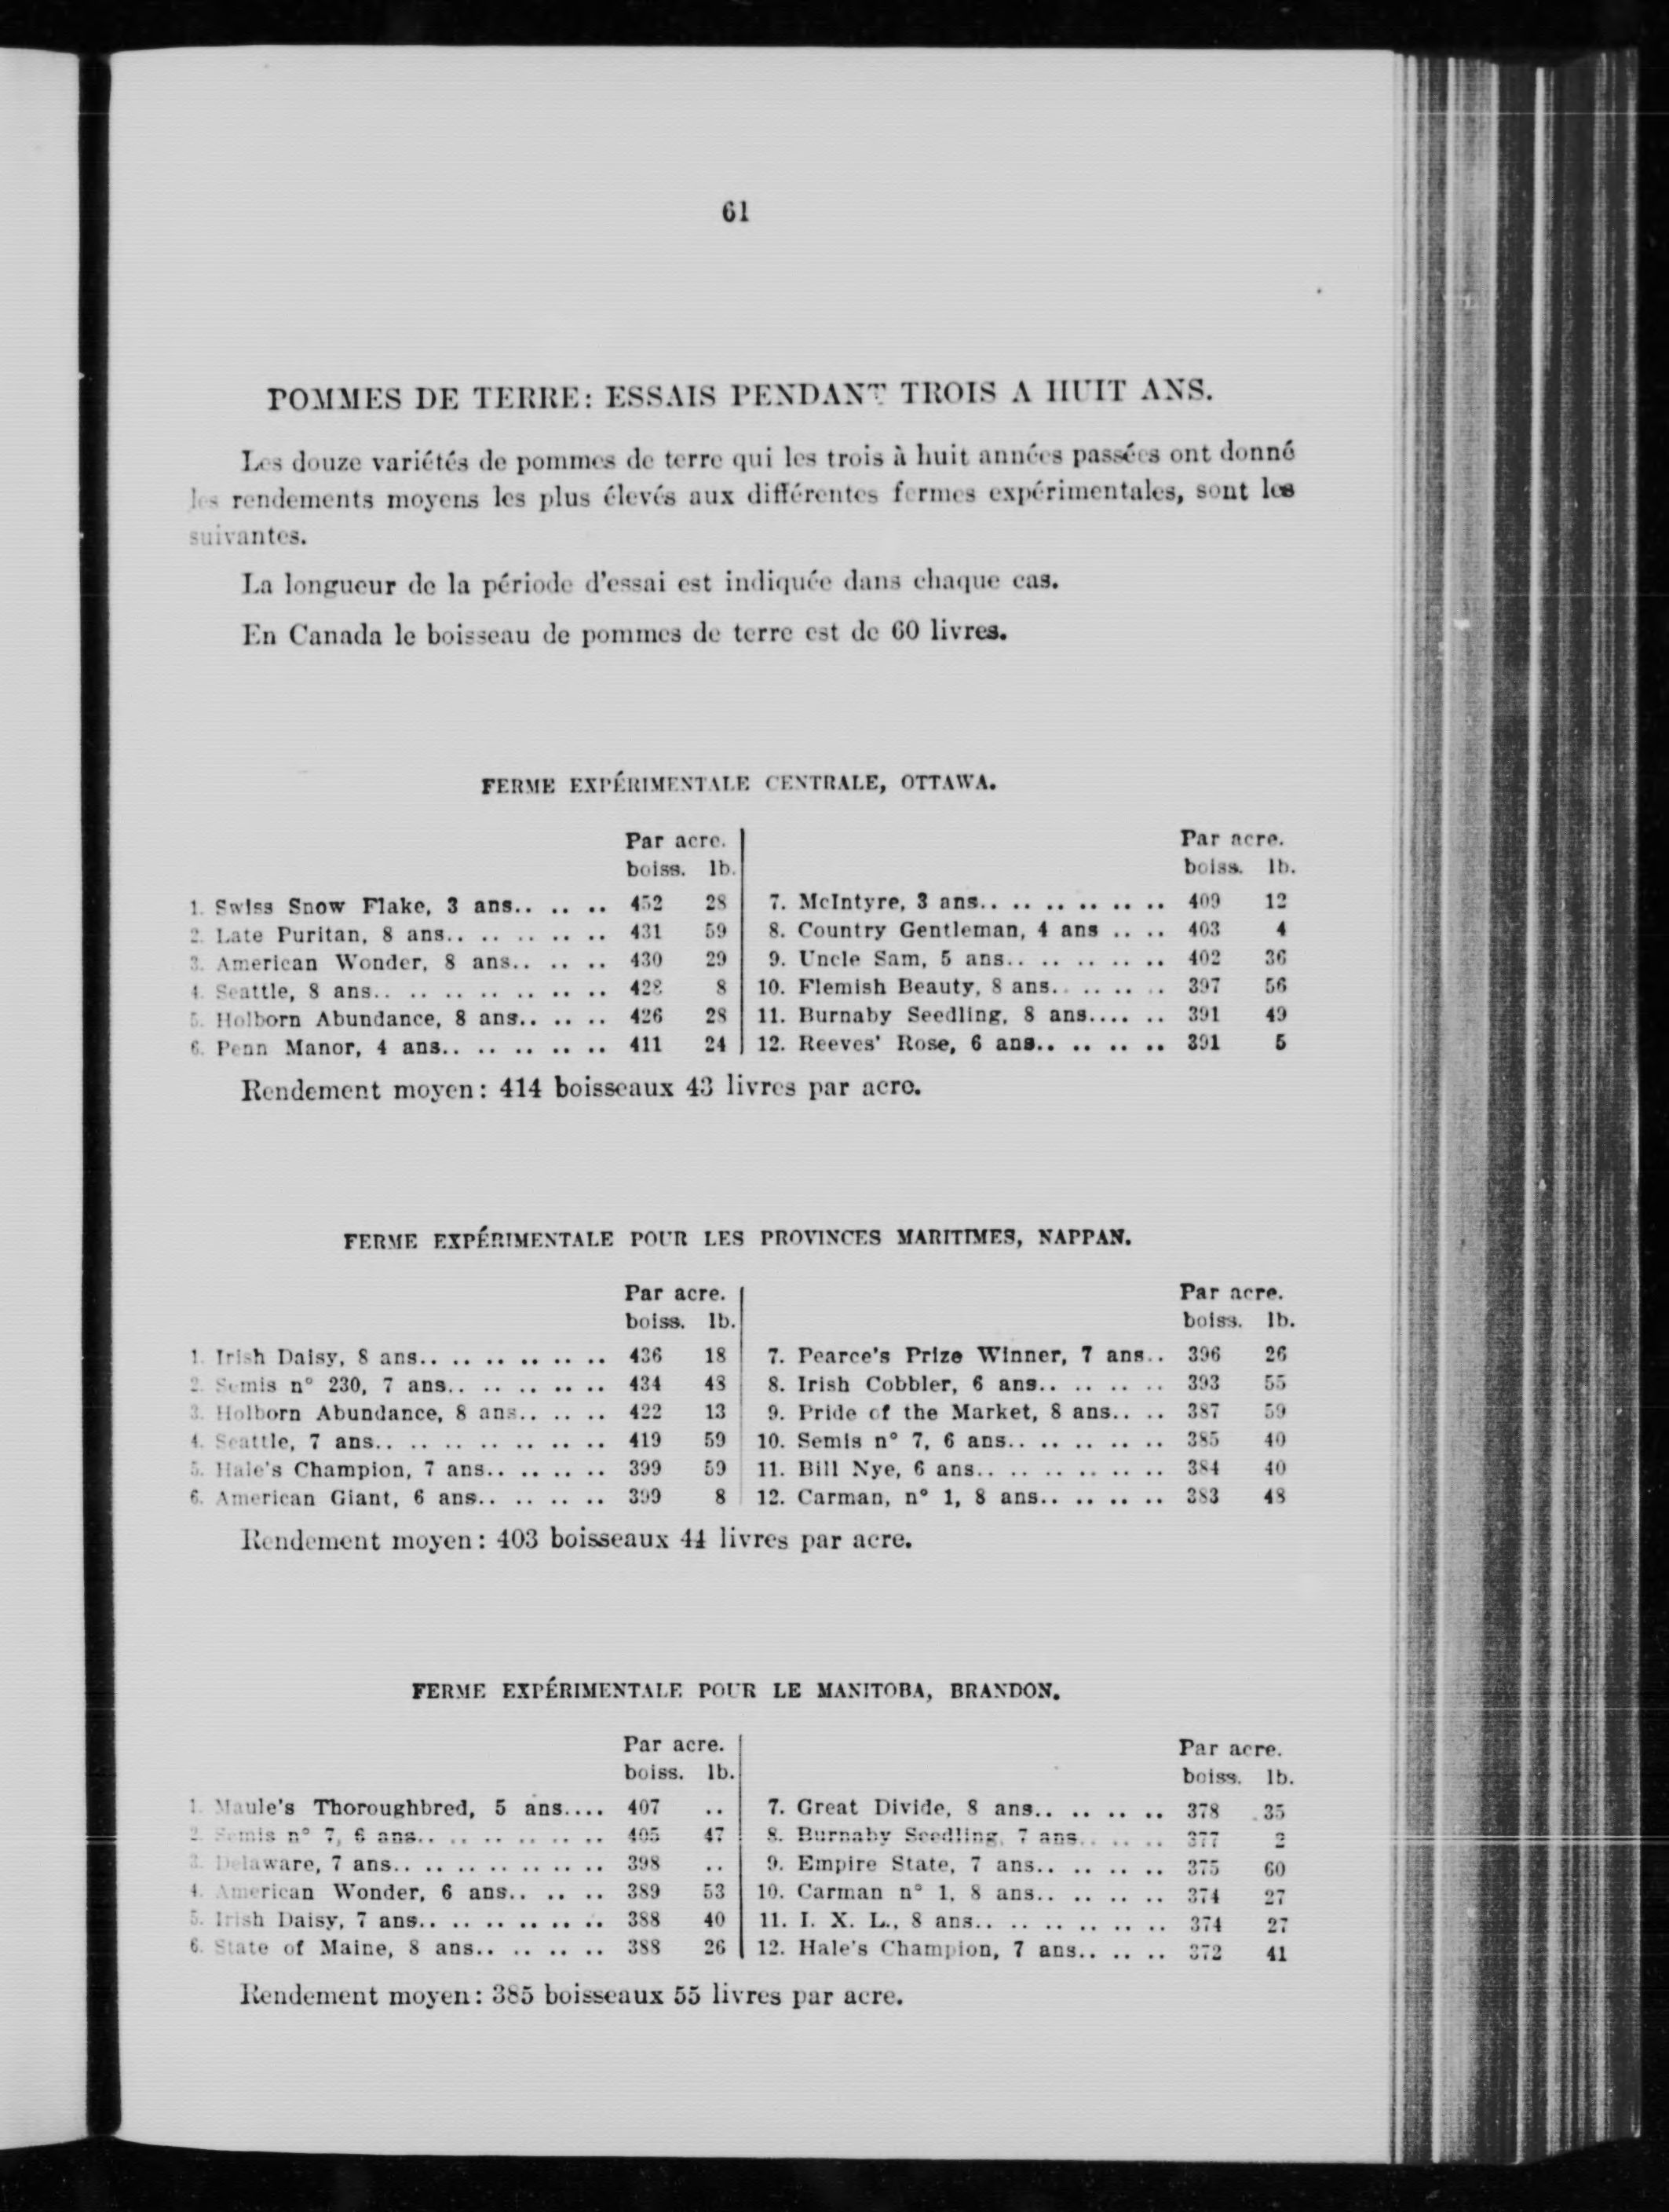 61
POMMES DE TERRE: ESSAIS PENDANT TROIS A HUIT ANS.
Les douze variétés de pommes de terre qui les trois à huit années passées ont donné
les rendements moyens les plus élevés aux différentes fermes expérimentales, sont les
suivantes.
La longueur de la période d'essai est indiquée dans chaque cas.
En Canada le boisseau de pommes de terre est de 60 livres.
FERME EXPÉRIMENTALE CENTRALE, OTTAWA.
Par acre.
boiss. lb.
1. Swiss Snow Flake, 3 ans.. .. .. 452 28
2. Late Puritan, 8 ans.. .. .. .. .. 431 59
3. American Wonder, 8 ans.. .. .. 430 29
4. Seattle, 8 ans.. .. .. .. .. .. .. 428 8
5. Holborn Abundance, 8 ans.. .. .. 426 28
6. Penn Manor, 4 ans.. .. .. .. .. 411 24
Par acre.
boiss. lb.
7. McIntyre, 3 ans.. .. .. .. .. .. 409 12
8. Country Gentleman, 4 ans .. .. 403 4
9. Uncle Sam, 5 ans.. .. .. .. .. 402 36
10. Flemish Beauty, 8 ans.. .. .. .. 397 56
11. Burnaby Seedling, 8 ans.... .. 391 49
12. Reeves' Rose, 6 ans.. .. .. .. 391 5
Rendement moyen: 414 boisseaux 43 livres par acre.
FERME EXPÉRIMENTALE POUR LES PROVINCES MARITIMES, NAPPAN.
Par acre.
boiss. lb.
1. Irish Daisy, 8 ans.. .. .. .. .. .. 436 18
2. Semis n° 230, 7 ans.. .. .. .. .. 434 48
3. Holborn Abundance, 8 ans.. .. .. 422 13
4. Seattle, 7 ans.. .. .. .. .. .. .. 419 59
5. Hale's Champion, 7 ans.. .. .. .. 399 59
6. American Giant, 6 ans.. .. .. .. 399 8
Par acre.
boiss. lb.
7. Pearce's Prize Winner, 7 ans.. 396 26
8. Irish Cobbler, 6 ans.. .. .. .. 393 55
9. Pride of the Market, 8 ans.. .. 387 59
10. Semis n° 7, 6 ans.. .. .. .. .. 385 40
11. Bill Nye, 6 ans.. .. .. .. .. .. 384 40
12. Carman, n° 1, 8 ans.. .. .. .. 383 48
Rendement moyen: 403 boisseaux 44 livres par acre.
FERME EXPÉRIMENTALE POUR LE MANITOBA, BRANDON.
Par acre.
boiss. lb.
1. Maule's Thoroughbred, 5 ans.... 407 ..
2. Semis n° 7, 6 ans.. .. .. .. .. .. 405 47
3. Delaware, 7 ans.. .. .. .. .. .. .. 398 ..
4. American Wonder, 6 ans.. .. .. 389 53
5. Irish Daisy, 7 ans.. .. .. .. .. .. 388 40
6. State of Maine, 8 ans.. .. .. .. 388 26
Par acre.
boiss. lb.
7. Great Divide, 8 ans.. .. .. .. 378 35
8. Burnaby Seedling, 7 ans.. .. .. 377 2
9. Empire State, 7 ans.. .. .. .. 375 60
10. Carman n° 1, 8 ans.. .. .. .. 374 27
11. I. X. L., 8 ans.. .. .. .. .. .. 374 27
12. Hale's Champion, 7 ans.. .. .. 372 41
Rendement moyen: 385 boisseaux 55 livres par acre.